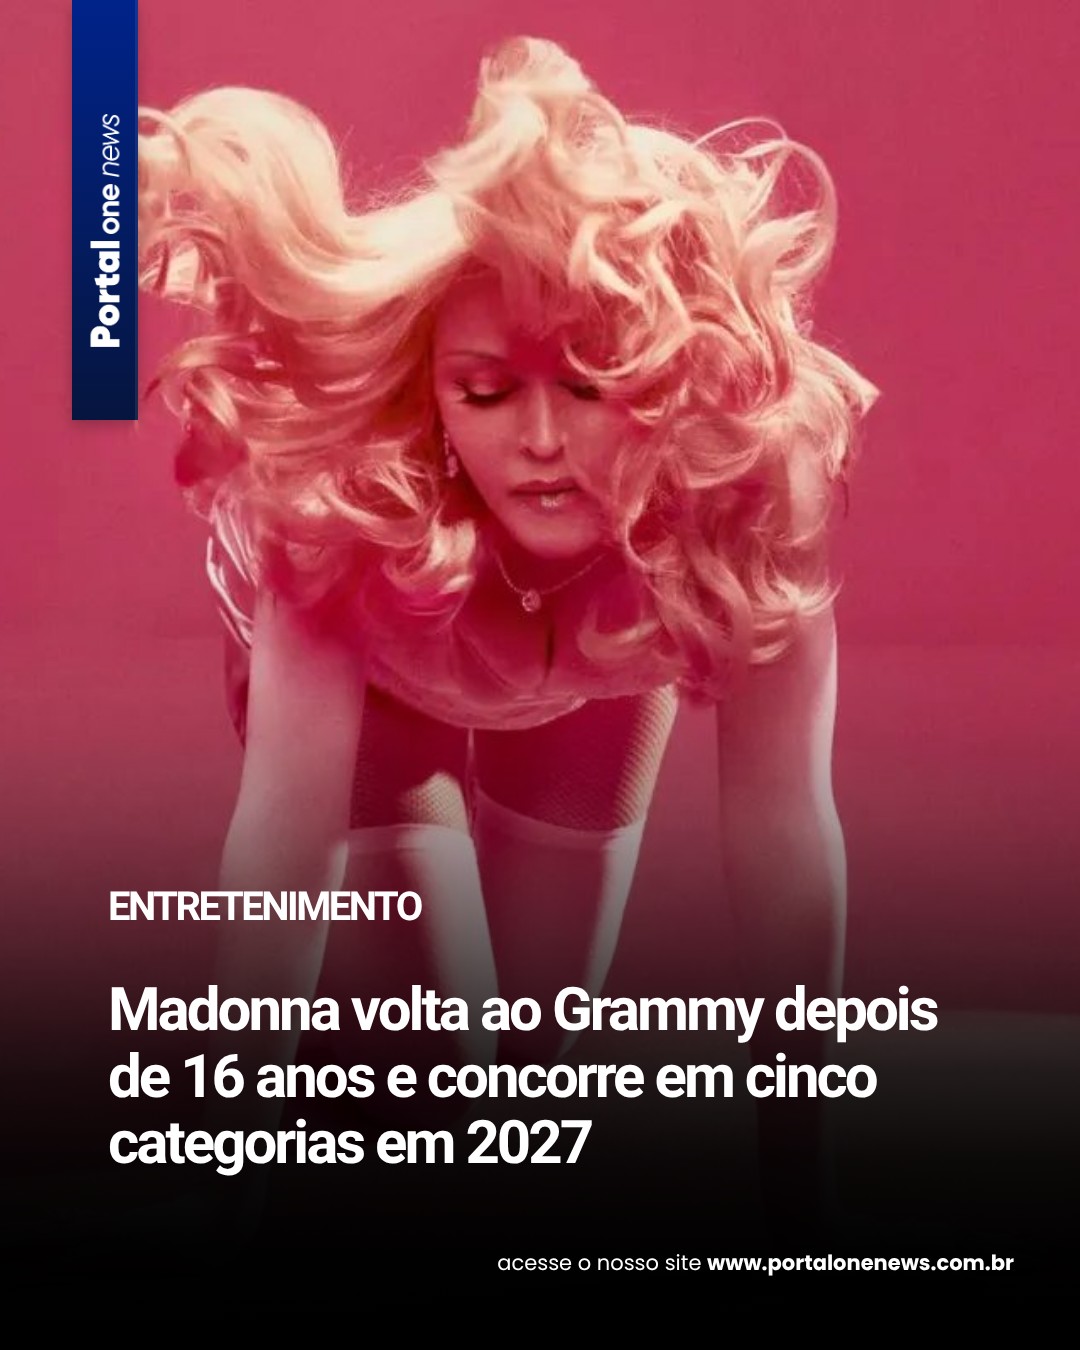 Portal one news
ENTRETENIMENTO
Madonna volta ao Grammy depois
de 16 anos e concorre em cinco
categorias em 2027
acesse o nosso site www.portalonenews.com.br